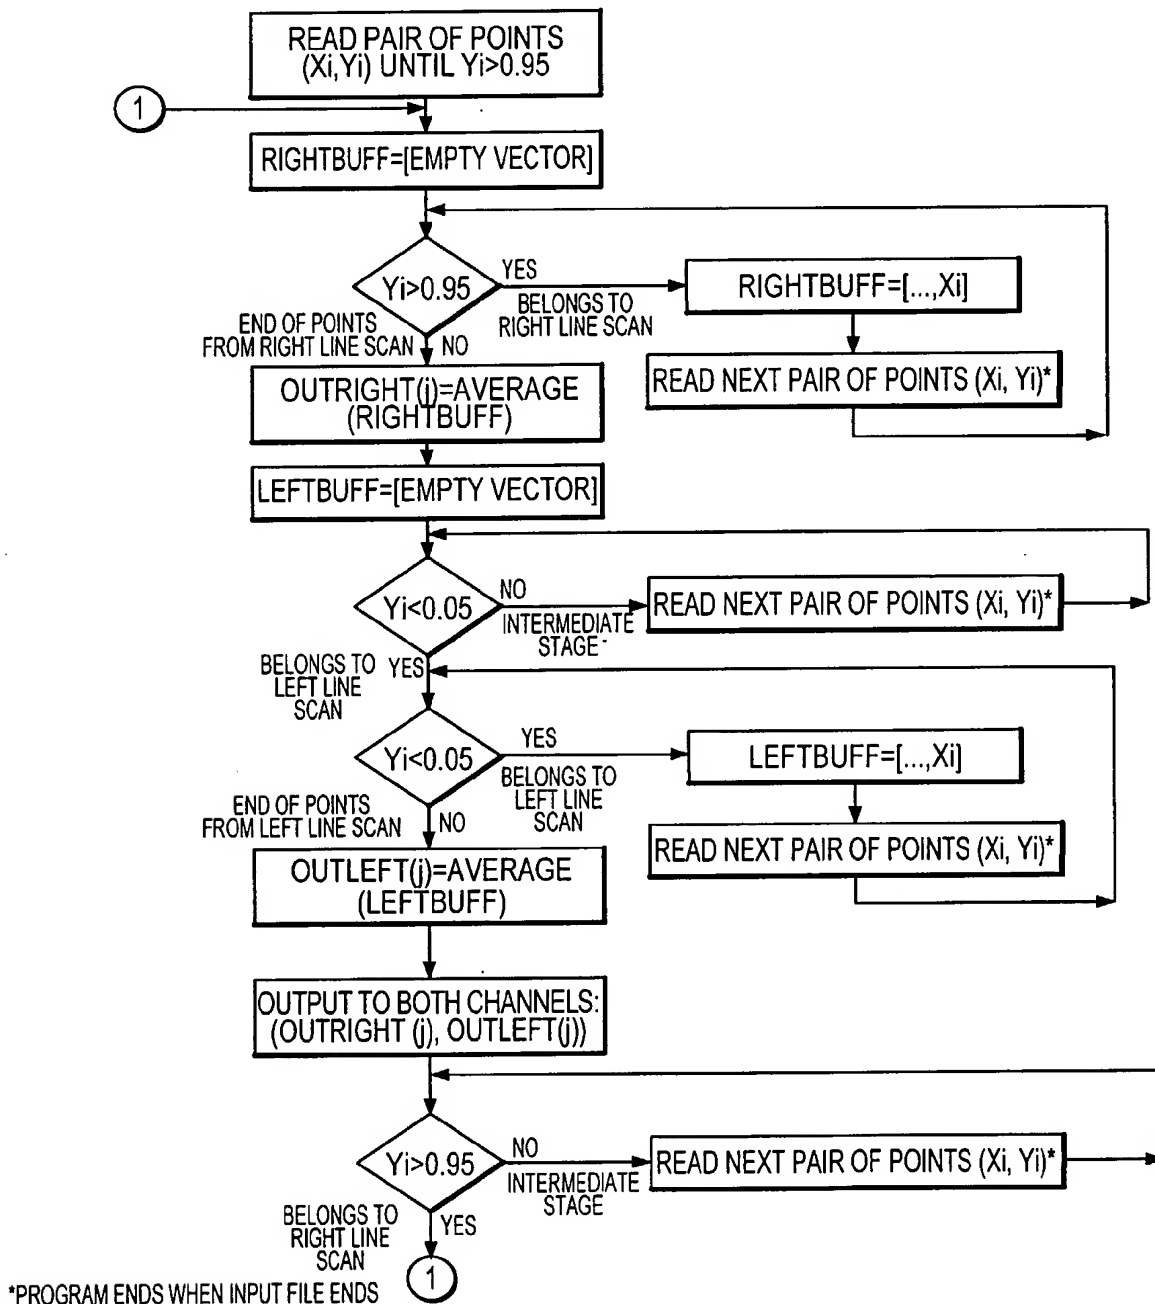 READ PAIR OF POINTS
(Xi,Yi) UNTIL Yi>0.95
1
RIGHTBUFF=[EMPTY VECTOR]
Yi>0.95
YES
BELONGS TO
RIGHT LINE SCAN
RIGHTBUFF=[...,Xi]
END OF POINTS
FROM RIGHT LINE SCAN
NO
READ NEXT PAIR OF POINTS (Xi, Yi)*
OUTRIGHT(j)=AVERAGE
(RIGHTBUFF)
LEFTBUFF=[EMPTY VECTOR]
Yi<0.05
NO
INTERMEDIATE
STAGE
READ NEXT PAIR OF POINTS (Xi, Yi)*
BELONGS TO
LEFT LINE
SCAN
YES
Yi<0.05
YES
BELONGS TO
LEFT LINE
SCAN
LEFTBUFF=[...,Xi]
END OF POINTS
FROM LEFT LINE SCAN
NO
READ NEXT PAIR OF POINTS (Xi, Yi)*
OUTLEFT(j)=AVERAGE
(LEFTBUFF)
OUTPUT TO BOTH CHANNELS:
(OUTRIGHT (j), OUTLEFT(j))
Yi>0.95
NO
INTERMEDIATE
STAGE
READ NEXT PAIR OF POINTS (Xi, Yi)*
BELONGS TO
RIGHT LINE
SCAN
YES
1
*PROGRAM ENDS WHEN INPUT FILE ENDS